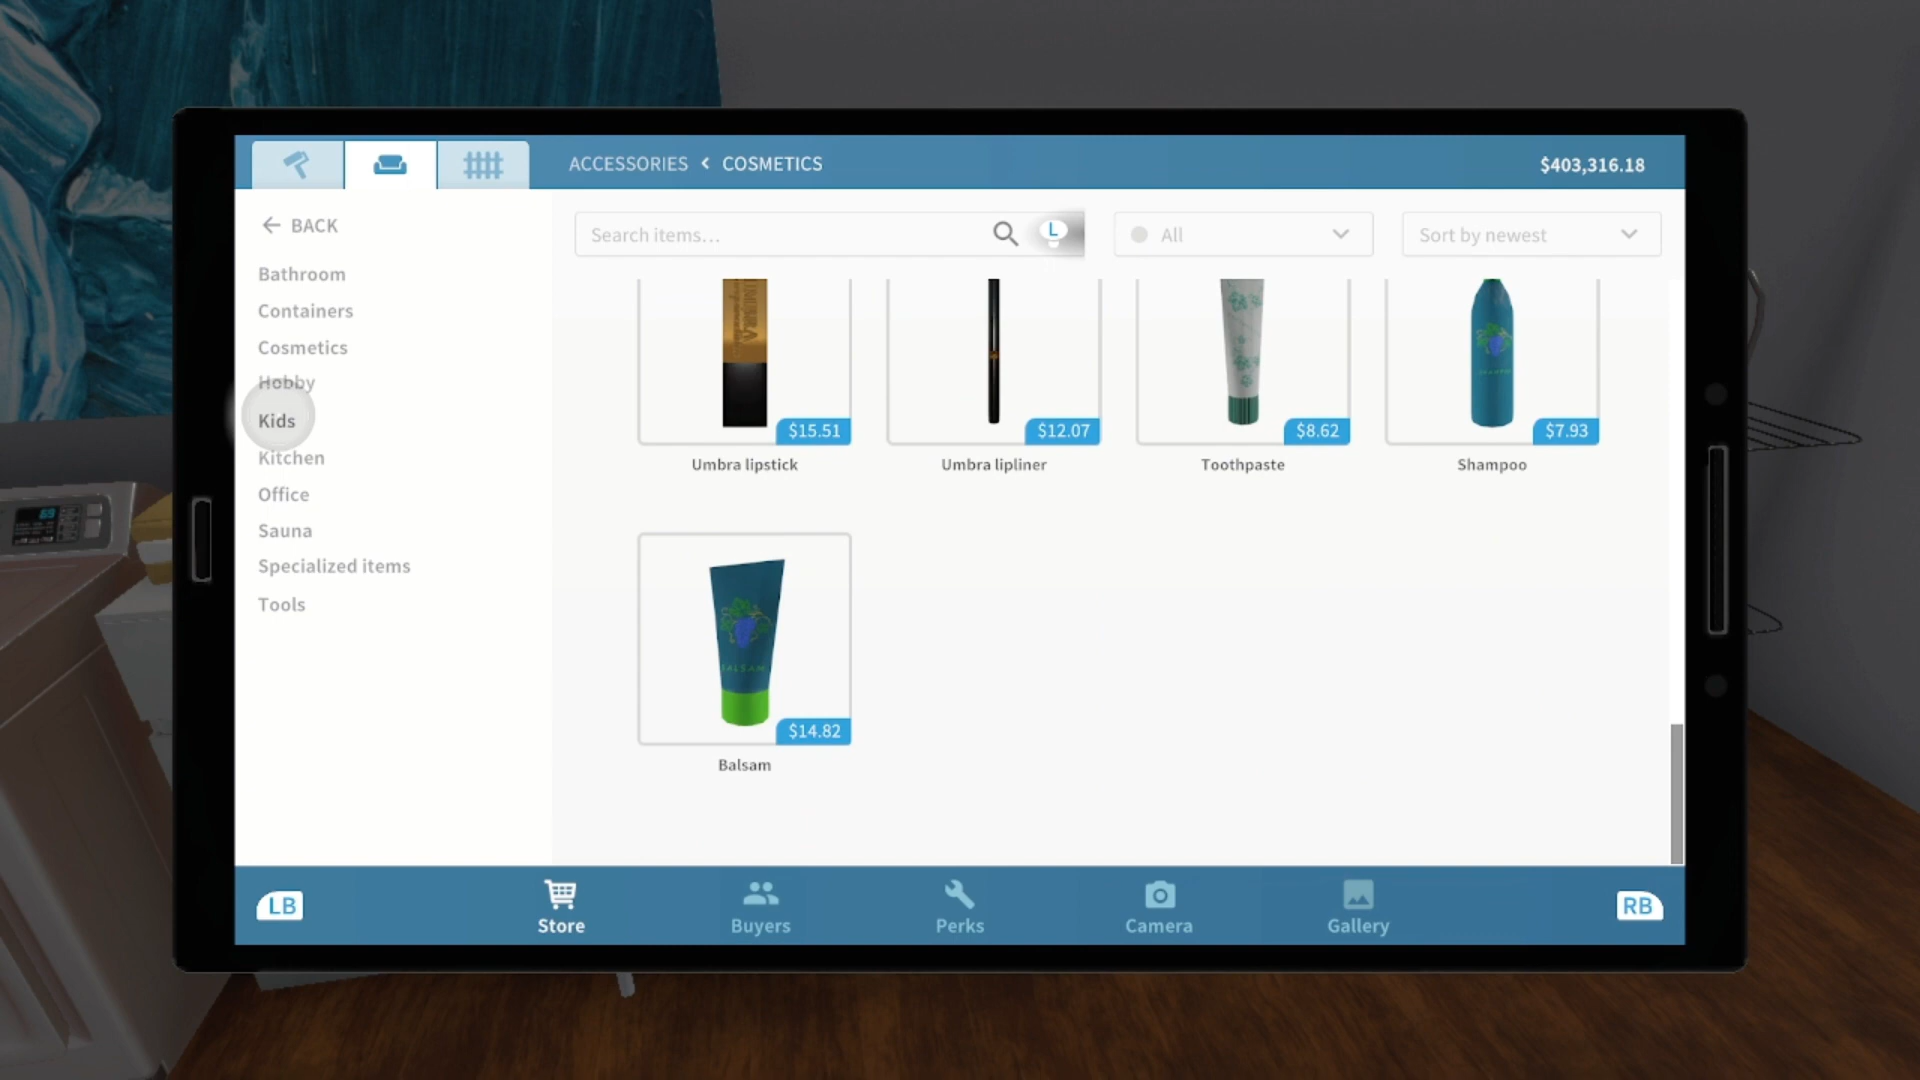 ACCESSORIES < COSMETICS
$403,316.18
BACK
Search items...
L
All
Sort by newest
Bathroom
Containers
Cosmetics
Hobby
Kids
Kitchen
Office
Sauna
Specialized items
Tools
UMBRA
$15.51
$12.07
$8.62
$7.93
Umbra lipstick
Umbra lipliner
Toothpaste
Shampoo
BALSAM
$14.82
Balsam
LB
Store
Buyers
Perks
Camera
Gallery
RB